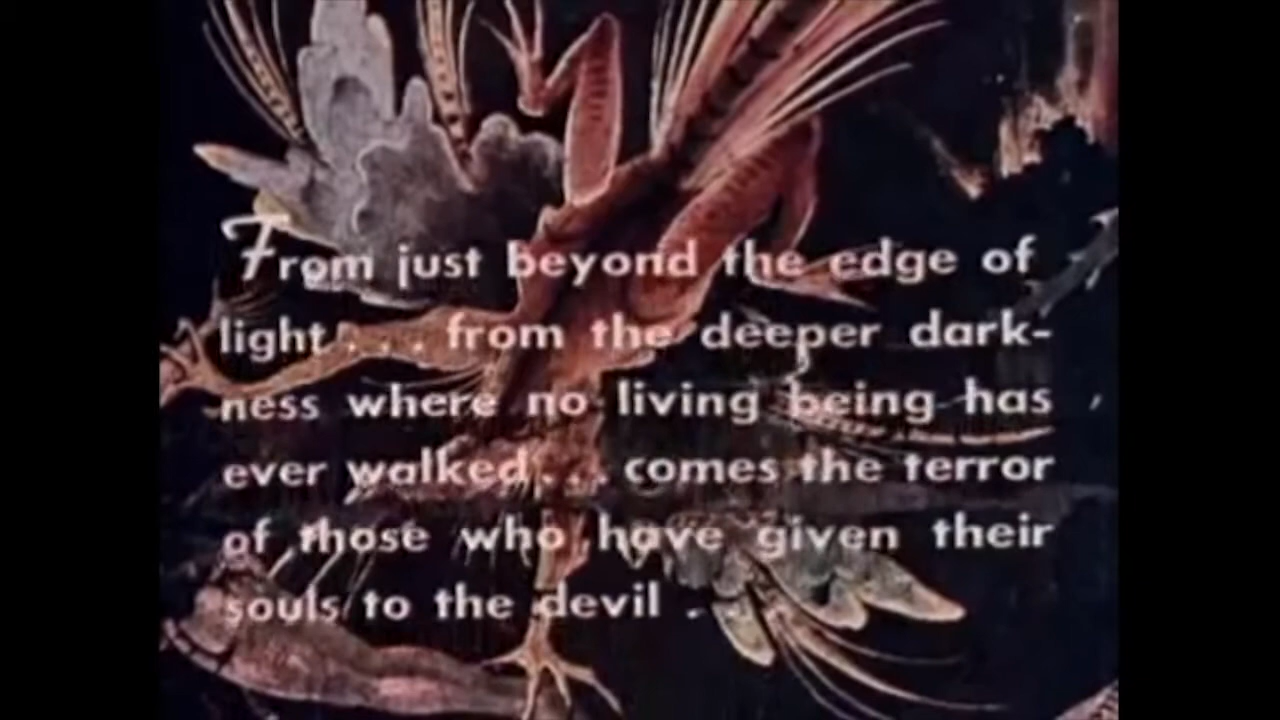 From just beyond the edge of
light . . . from the deeper dark-
ness where no living being has
ever walked . . . comes the terror
of those who have given their
souls to the devil . .